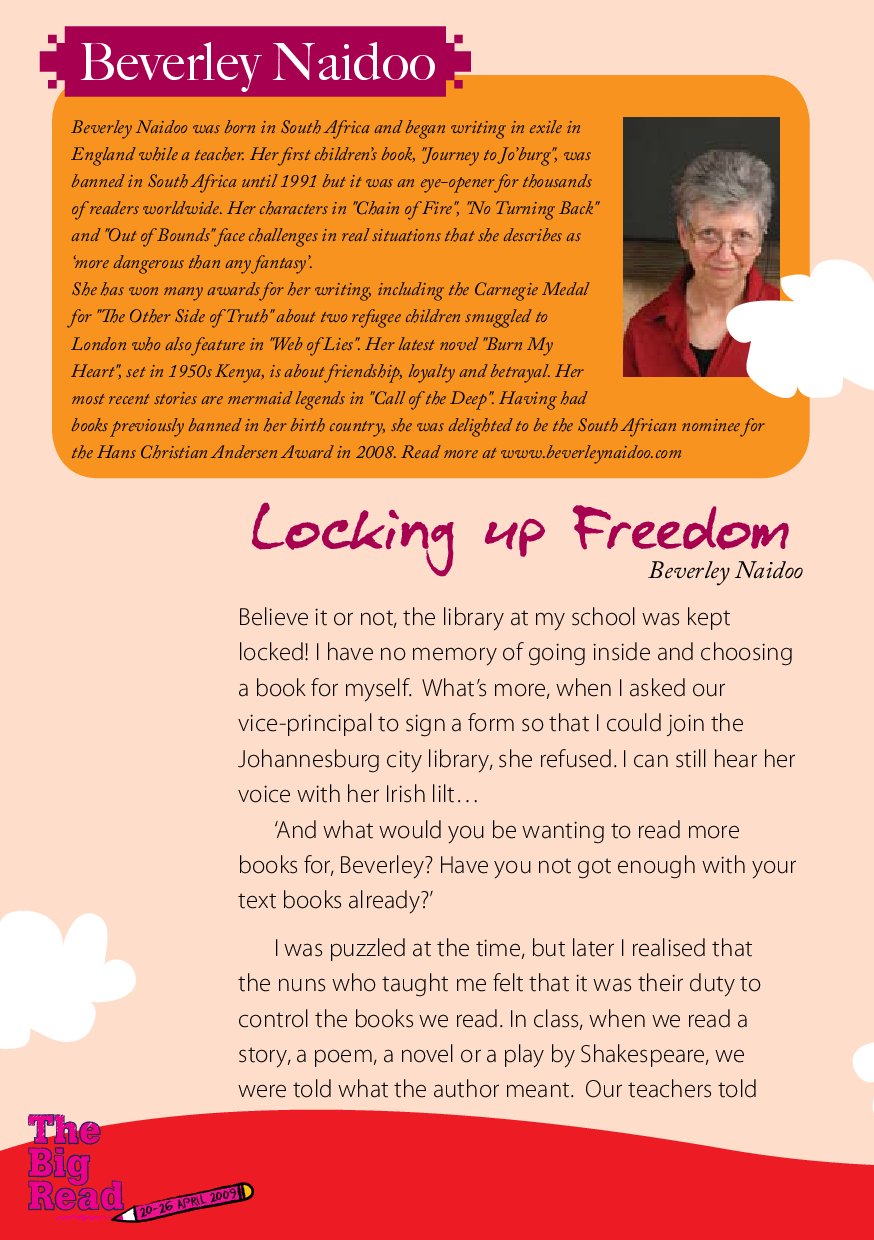 Beverley Naidoo
Beverley Naidoo was born in South Africa and began writing in exile in
England while a teacher. Her first children's book, "Journey to Jo'burg", was
banned in South Africa until 1991 but it was an eye-opener for thousands
of readers worldwide. Her characters in "Chain of Fire", "No Turning Back"
and "Out of Bounds" face challenges in real situations that she describes as
‘more dangerous than any fantasy’.
She has won many awards for her writing, including the Carnegie Medal
for "The Other Side of Truth" about two refugee children smuggled to
London who also feature in "Web of Lies". Her latest novel "Burn My
Heart", set in 1950s Kenya, is about friendship, loyalty and betrayal. Her
most recent stories are mermaid legends in "Call of the Deep". Having had
books previously banned in her birth country, she was delighted to be the South African nominee for
the Hans Christian Andersen Award in 2008. Read more at www.beverleynaidoo.com
Locking up Freedom
Beverley Naidoo
Believe it or not, the library at my school was kept
locked! I have no memory of going inside and choosing
a book for myself.  What’s more, when I asked our
vice-principal to sign a form so that I could join the
Johannesburg city library, she refused. I can still hear her
voice with her Irish lilt…
‘And what would you be wanting to read more
books for, Beverley? Have you not got enough with your
text books already?’
I was puzzled at the time, but later I realised that
the nuns who taught me felt that it was their duty to
control the books we read. In class, when we read a
story, a poem, a novel or a play by Shakespeare, we
were told what the author meant.  Our teachers told
The
Big
Read
20-26 APRIL 2009